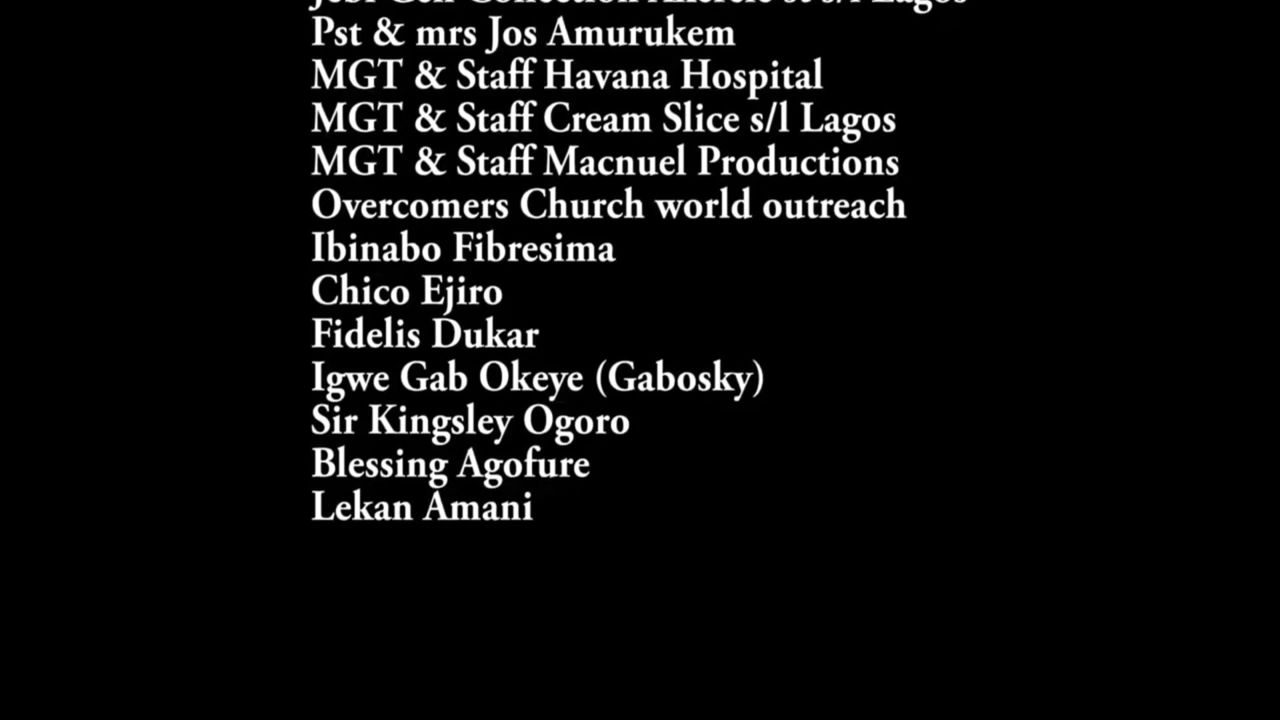 Pst & mrs Jos Amurukem
MGT & Staff Havana Hospital
MGT & Staff Cream Slice s/l Lagos
MGT & Staff Macnuel Productions
Overcomers Church world outreach
Ibinabo Fibresima
Chico Ejiro
Fidelis Dukar
Igwe Gab Okeye (Gabosky)
Sir Kingsley Ogoro
Blessing Agofure
Lekan Amani